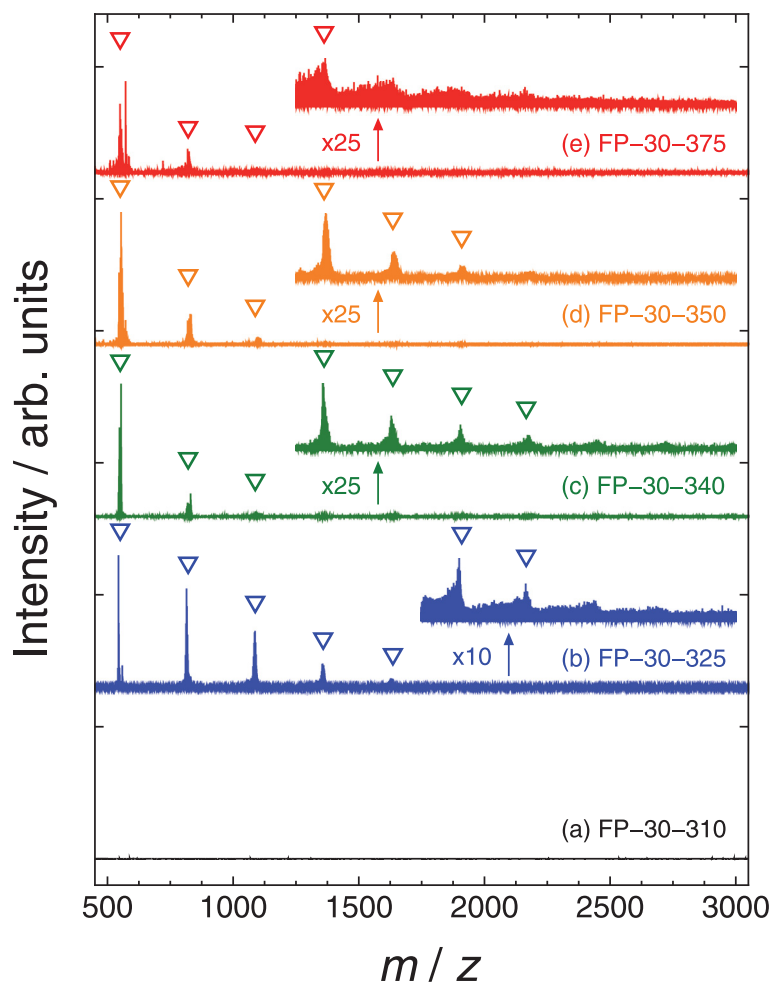 x25
(e) FP–30–375
x25
(d) FP–30–350
x25
(c) FP–30–340
x10
(b) FP–30–325
(a) FP–30–310
Intensity / arb. units
500 1000 1500 2000 2500 3000
m / z